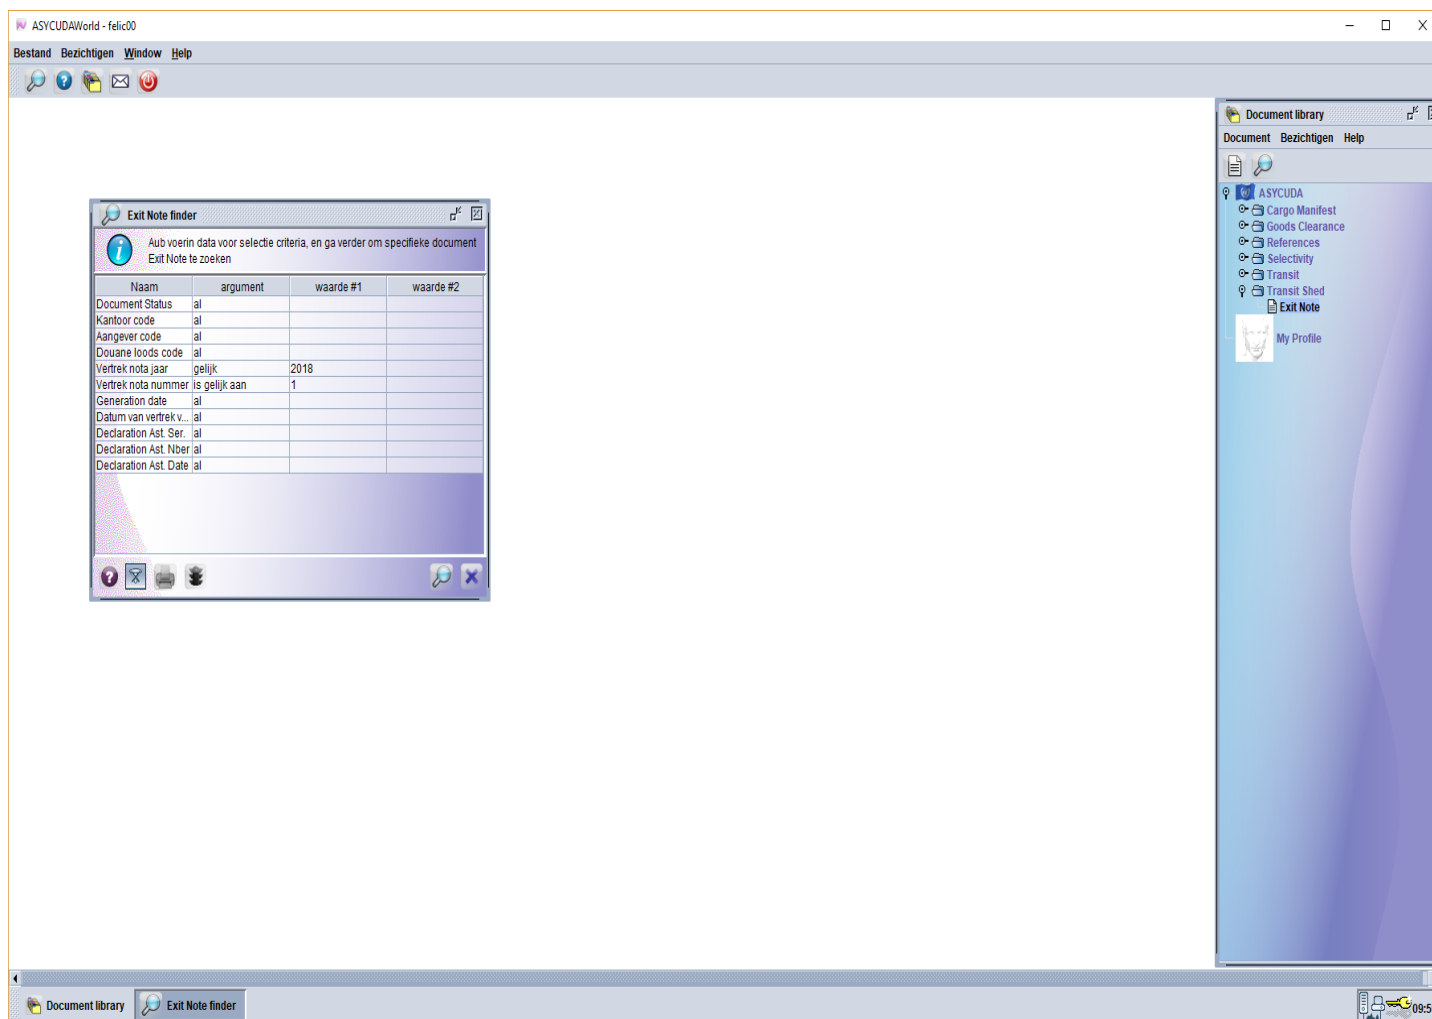 ASYCUDAWorld - felic00
Bestand Bezichtigen Window Help
Document library
Document Bezichtigen Help
ASYCUDA
Cargo Manifest
Goods Clearance
References
Selectivity
Transit
Transit Shed
Exit Note
My Profile
Exit Note finder
Aub voerin data voor selectie criteria, en ga verder om specifieke document
Exit Note te zoeken
Naam argument waarde #1 waarde #2
Document Status al
Kantoor code al
Aangever code al
Douane loods code al
Vertrek nota jaar gelijk 2018
Vertrek nota nummer is gelijk aan 1
Generation date al
Datum van vertrek v... al
Declaration Ast. Ser. al
Declaration Ast. Nber al
Declaration Ast. Date al
Document library Exit Note finder